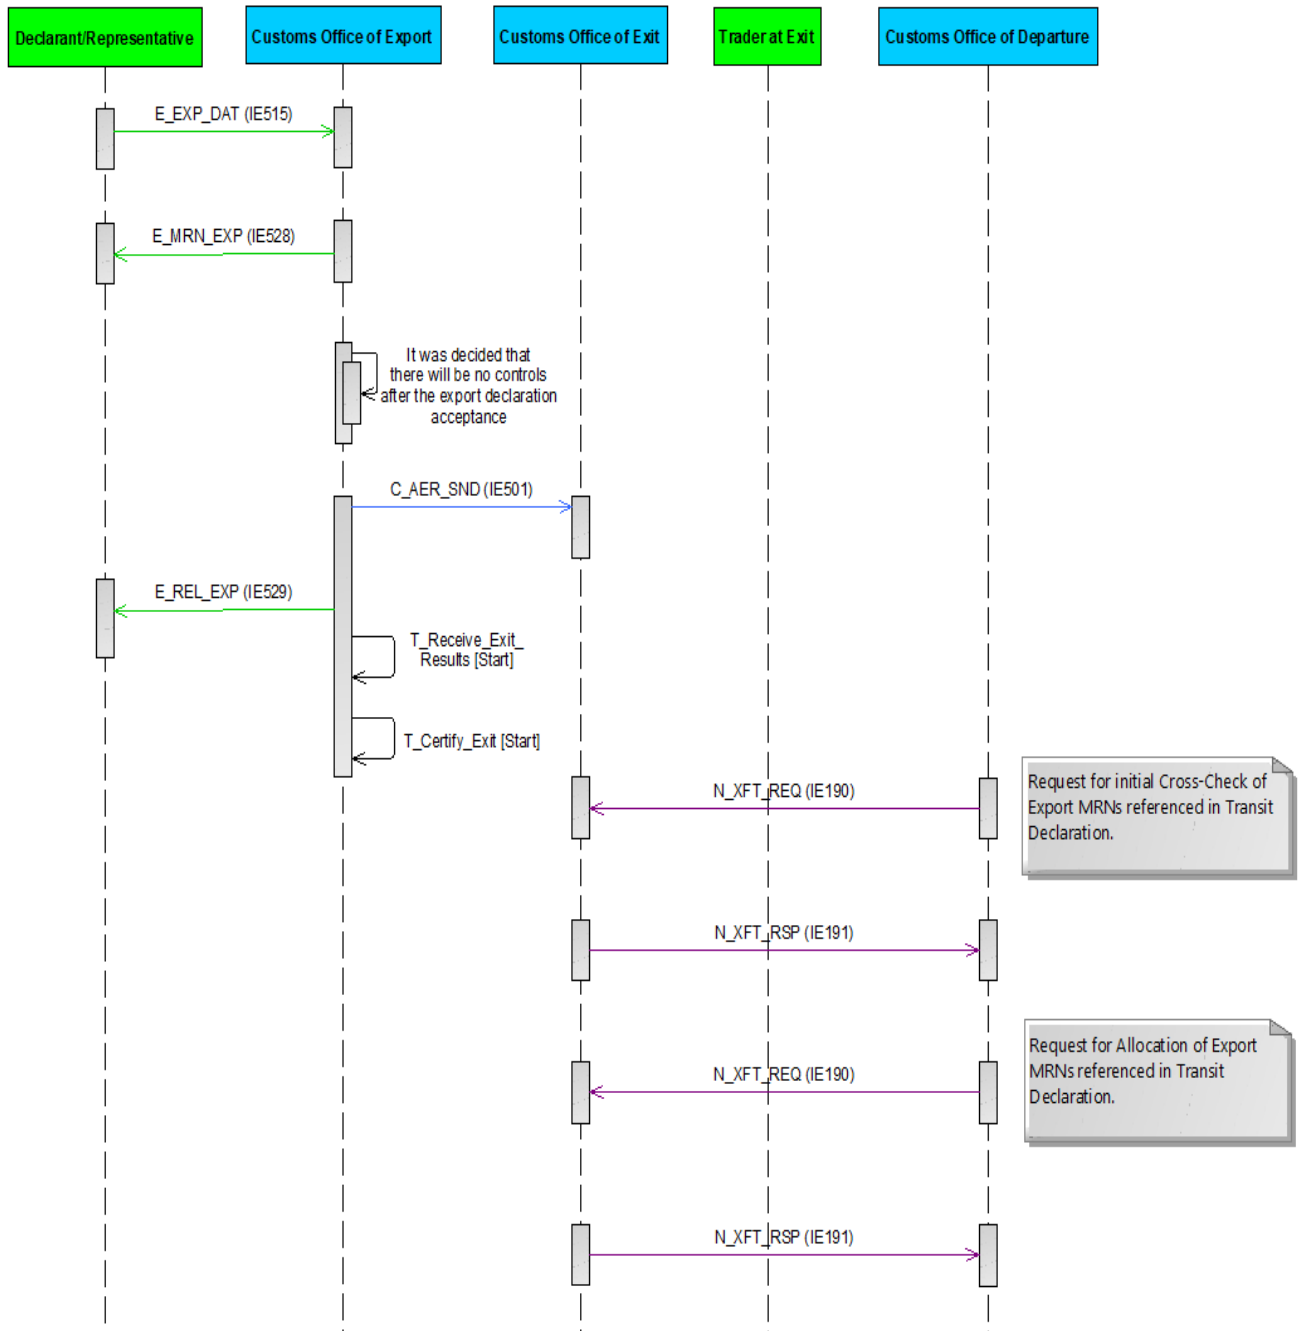 Declarant/Representative
Customs Office of Export
Customs Office of Exit
Trader at Exit
Customs Office of Departure
E_EXP_DAT (IE515)
E_MRN_EXP (IE528)
It was decided that
there will be no controls
after the export declaration
acceptance
C_AER_SND (IE501)
E_REL_EXP (IE529)
T_Receive_Exit_
Results [Start]
T_Certify_Exit [Start]
N_XFT_REQ (IE190)
Request for initial Cross-Check of
Export MRNs referenced in Transit
Declaration.
N_XFT_RSP (IE191)
N_XFT_REQ (IE190)
Request for Allocation of Export
MRNs referenced in Transit
Declaration.
N_XFT_RSP (IE191)